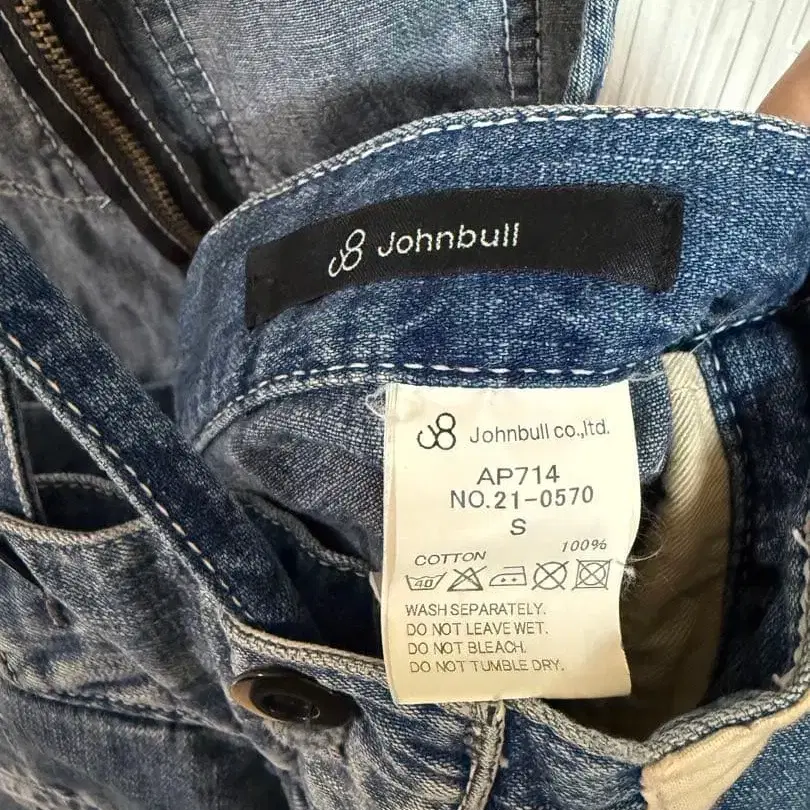 Johnbull
Johnbull co.,ltd.
AP714
NO.21-0570
S
COTTON 100%
40
WASH SEPARATELY.
DO NOT LEAVE WET.
DO NOT BLEACH.
DO NOT TUMBLE DRY.